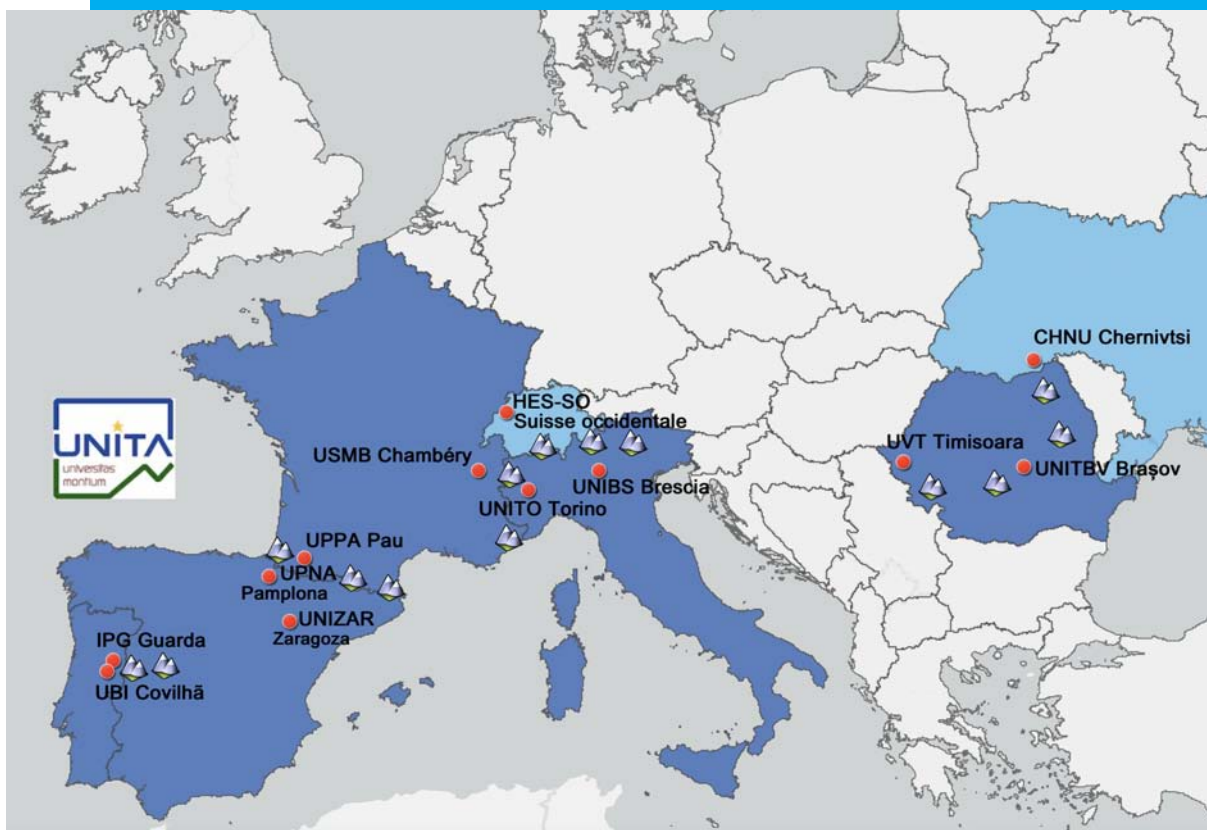 CHNU Chernivtsi
HES-SO
Suisse occidentale
UNITA
universitas
montium
USMB Chambéry
UVT Timisoara
UNITBV Brașov
UNIBS Brescia
UNITO Torino
UPPA Pau
UPNA
Pamplona
UNIZAR
Zaragoza
IPG Guarda
UBI Covilhã